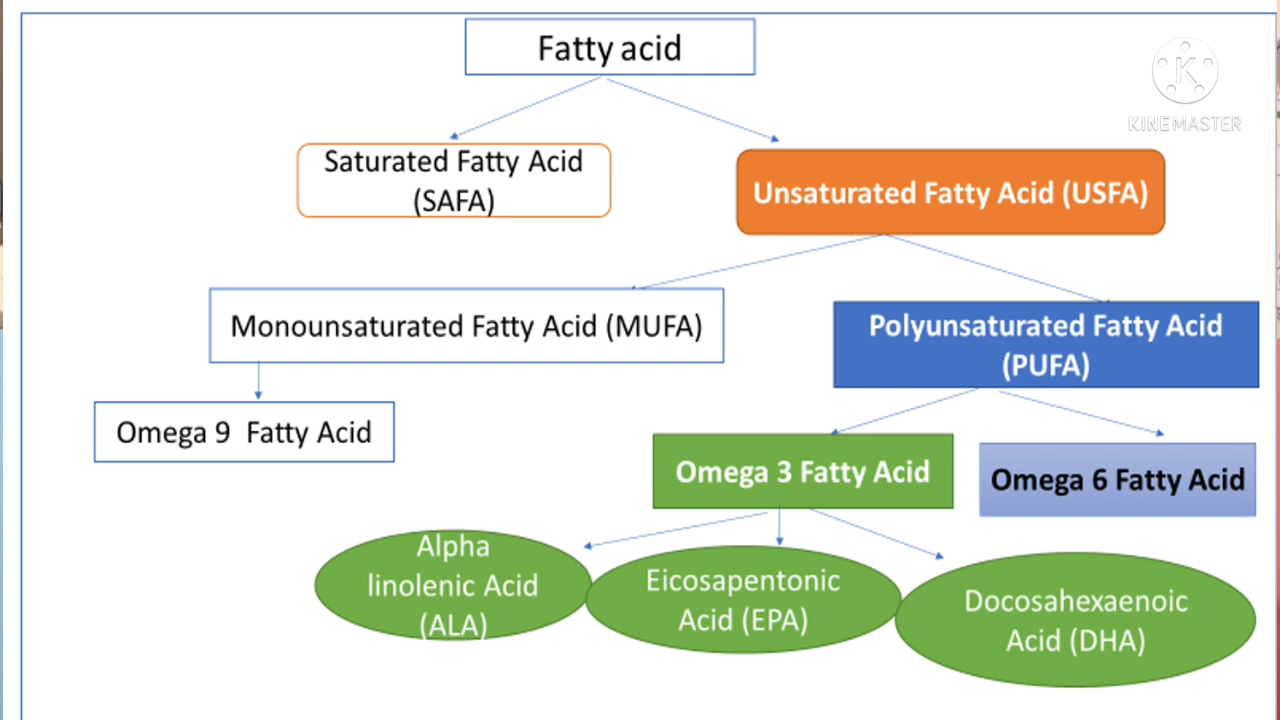 Fatty acid
K
KINEMASTER
Saturated Fatty Acid
(SAFA)
Unsaturated Fatty Acid (USFA)
Monounsaturated Fatty Acid (MUFA)
Polyunsaturated Fatty Acid
(PUFA)
Omega 9 Fatty Acid
Omega 3 Fatty Acid
Omega 6 Fatty Acid
Alpha
linolenic Acid
(ALA)
Eicosapentonic
Acid (EPA)
Docosahexaenoic
Acid (DHA)